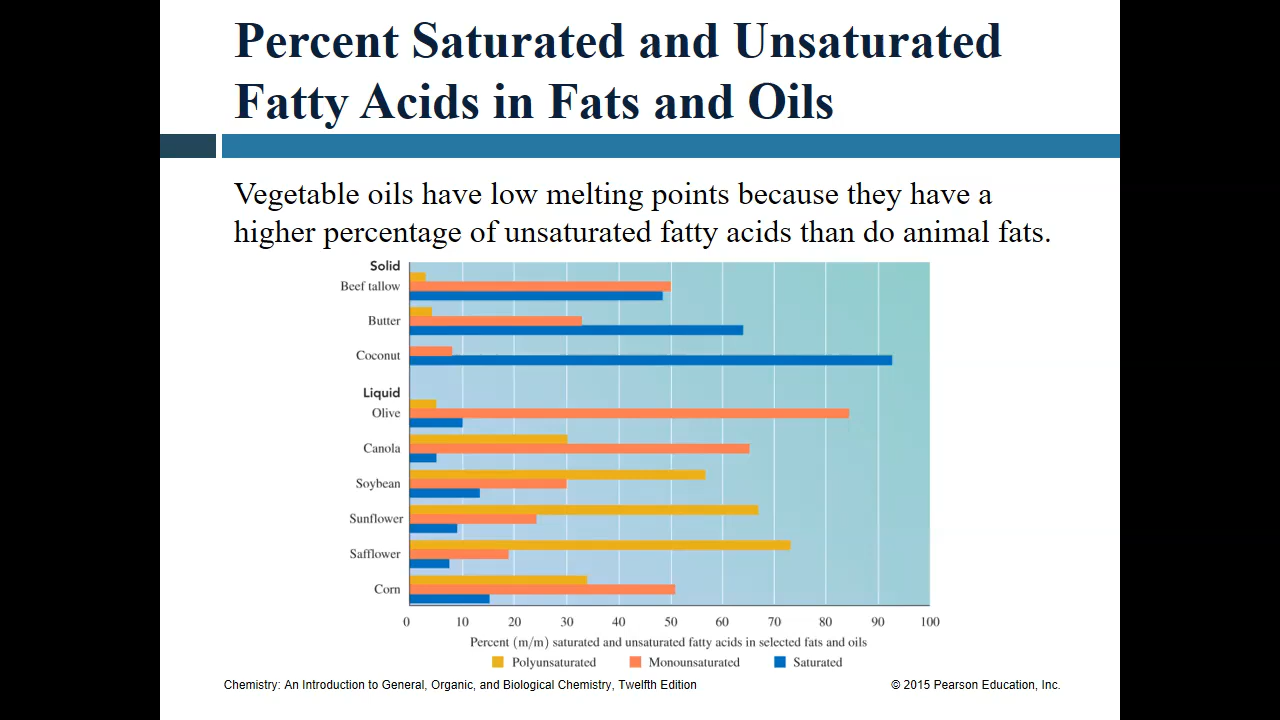 Percent Saturated and Unsaturated
Fatty Acids in Fats and Oils
Vegetable oils have low melting points because they have a
higher percentage of unsaturated fatty acids than do animal fats.
Solid
Beef tallow
Butter
Coconut
Liquid
Olive
Canola
Soybean
Sunflower
Safflower
Corn
0 10 20 30 40 50 60 70 80 90 100
Percent (m/m) saturated and unsaturated fatty acids in selected fats and oils
Polyunsaturated Monounsaturated Saturated
Chemistry: An Introduction to General, Organic, and Biological Chemistry, Twelfth Edition © 2015 Pearson Education, Inc.